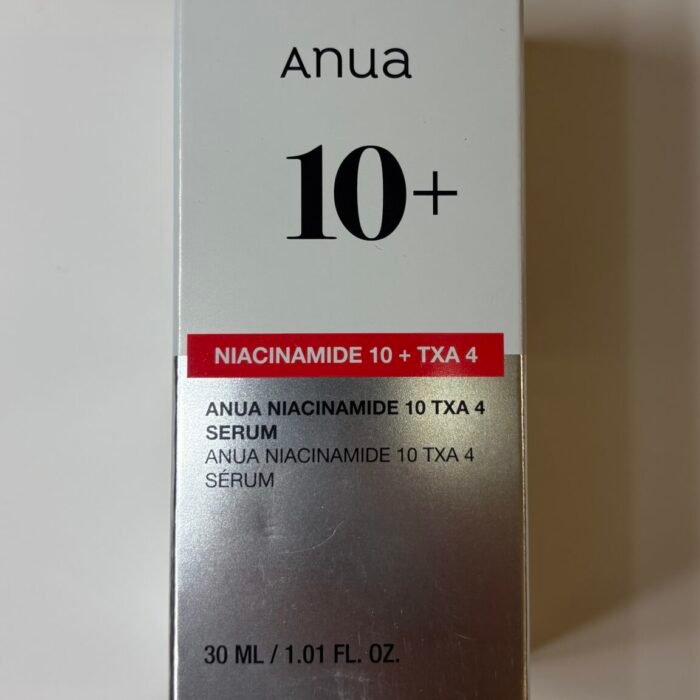 Anua
10+
NIACINAMIDE 10 + TXA 4
ANUA NIACINAMIDE 10 TXA 4
SERUM
ANUA NIACINAMIDE 10 TXA 4
SÉRUM
30 ML / 1.01 FL. OZ.